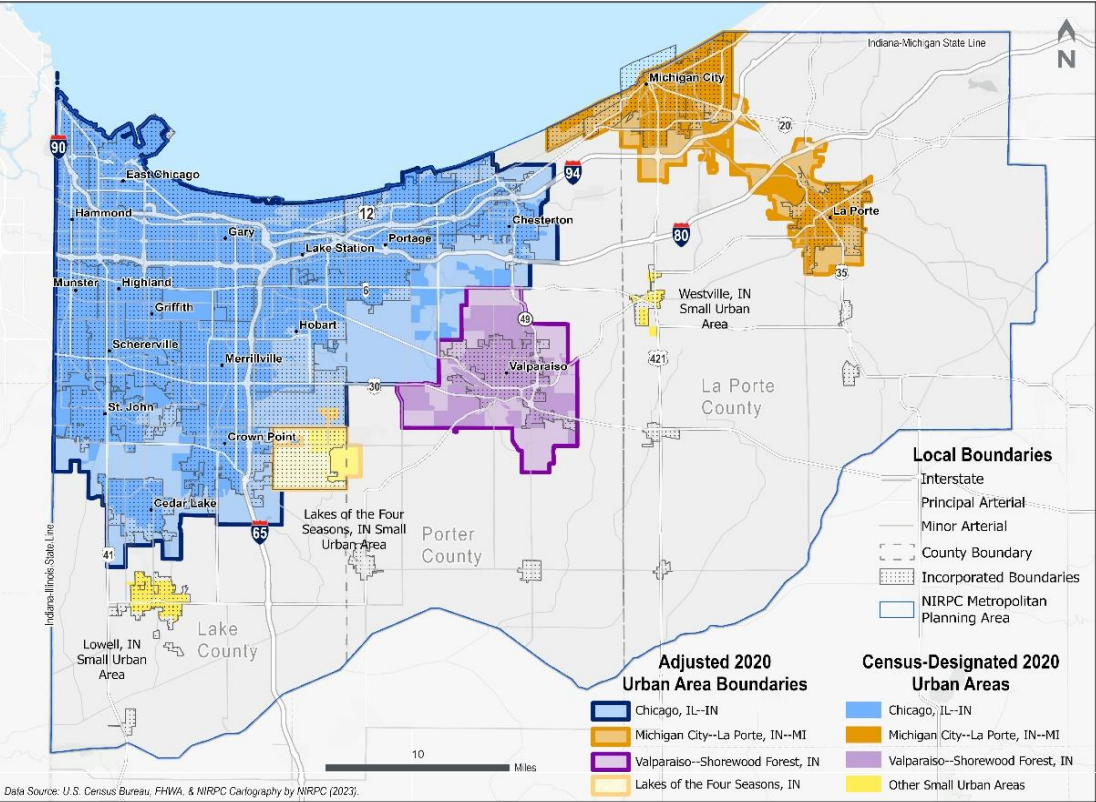 Indiana-Michigan State Line
N
Michigan City
20
90
94
East Chicago
Hammond
12
Chesterton
La Porte
Gary
Portage
80
Lake Station
35
Munster
Highland
6
Westville, IN
Small Urban
Area
Griffith
49
Hobart
Schererville
Merrillville
421
Valparaiso
30
La Porte
County
St. John
Crown Point
Local Boundaries
Interstate
Cedar Lake
Principal Arterial
Lakes of the Four
Seasons, IN Small
Urban Area
65
Minor Arterial
Porter
County
County Boundary
41
Indiana-Illinois State Line
Incorporated Boundaries
NIRPC Metropolitan
Planning Area
Lake
County
Lowell, IN
Small Urban
Area
Adjusted 2020
Urban Area Boundaries
Chicago, IL--IN
Michigan City--La Porte, IN--MI
Valparaiso--Shorewood Forest, IN
Lakes of the Four Seasons, IN
Census-Designated 2020
Urban Areas
Chicago, IL--IN
Michigan City--La Porte, IN--MI
Valparaiso--Shorewood Forest, IN
Other Small Urban Areas
10
Miles
Data Source: U.S. Census Bureau, FHWA, & NIRPC Cartography by NIRPC (2023).